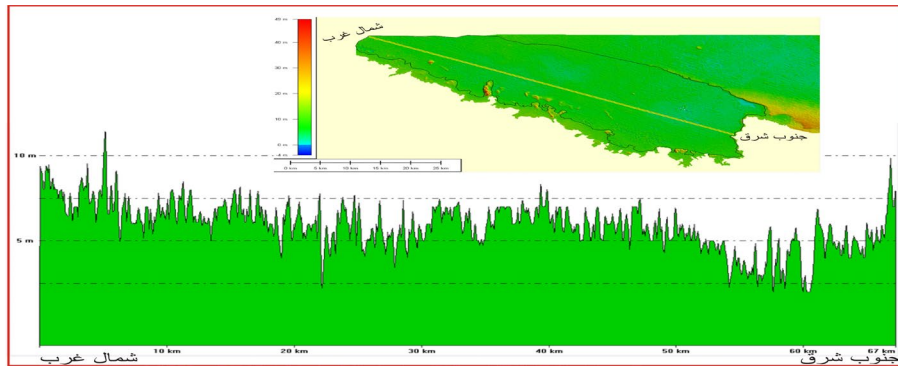 40 m
شمال غرب
30 m
20 m
10 m
0 m
-4 m
جنوب شرق
0 km 5 km 10 km 15 km 20 km 25 km
10 m
5 m
10 km 20 km 30 km 40 km 50 km 60 km 67 km
شمال غرب جنوب شرق